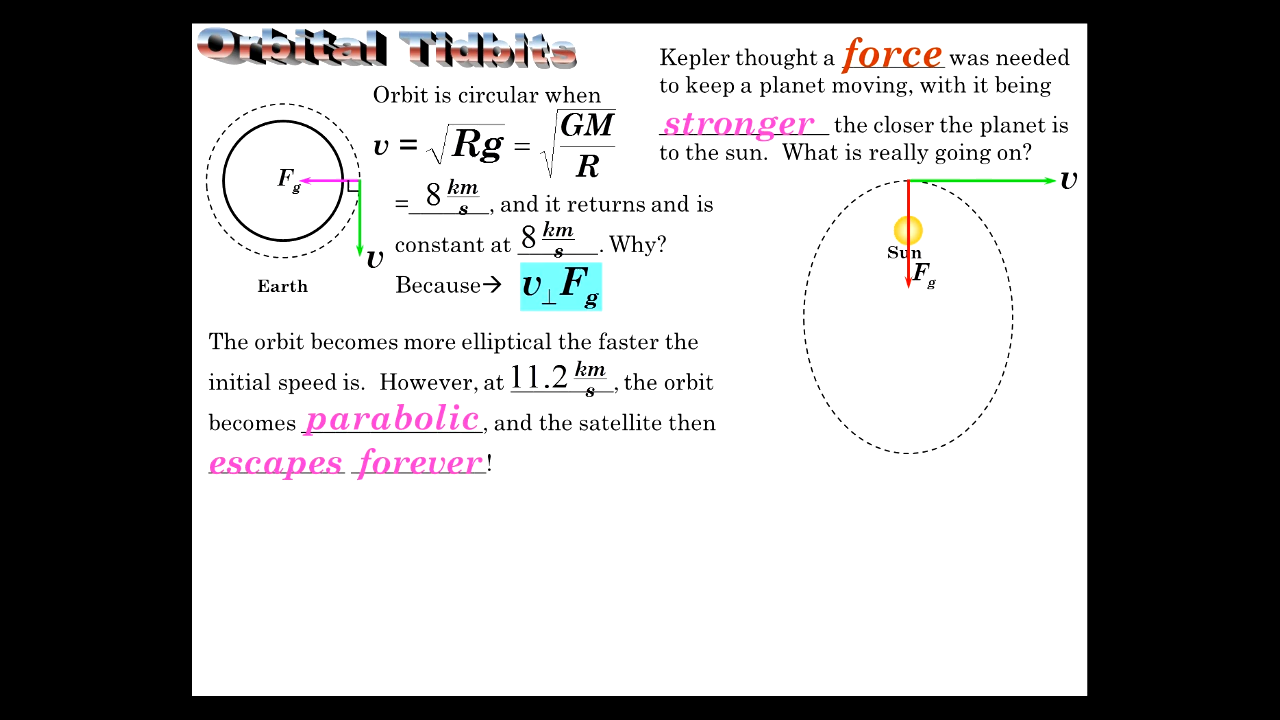 Orbital Tidbits
Orbit is circular when
v = √Rg = √GM/R
= 8 km/s, and it returns and is
constant at 8 km/s. Why?
Because→ v⊥Fg
Fg
v
Earth
The orbit becomes more elliptical the faster the
initial speed is. However, at 11.2 km/s, the orbit
becomes parabolic, and the satellite then
escapes forever!
Kepler thought a force was needed
to keep a planet moving, with it being
stronger the closer the planet is
to the sun. What is really going on?
v
Sun
Fg